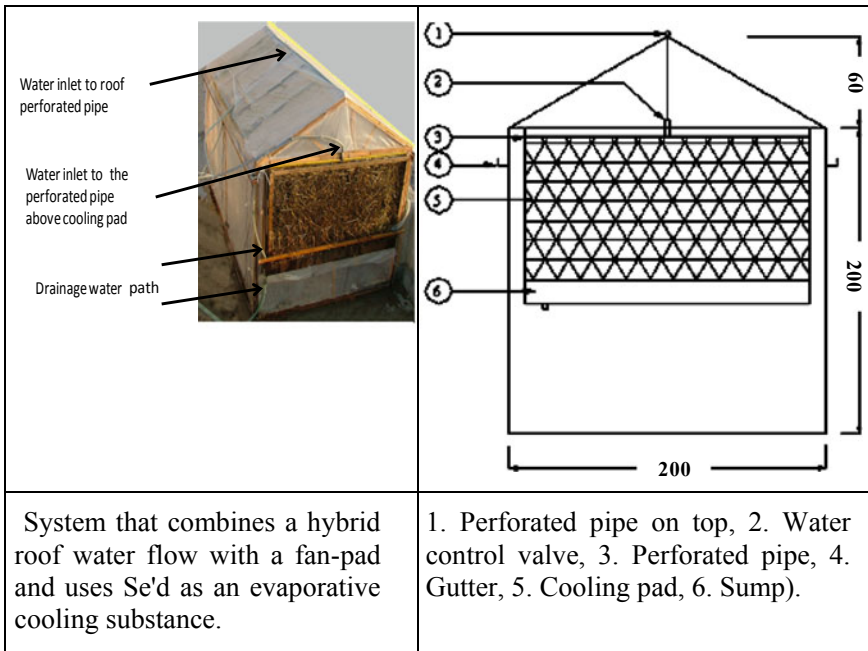 Water inlet to roof
perforated pipe
Water inlet to the
perforated pipe
above cooling pad
Drainage water path
1
2
3
4
5
6
60
200
200
System that combines a hybrid
roof water flow with a fan-pad
and uses Se'd as an evaporative
cooling substance.
1. Perforated pipe on top, 2. Water
control valve, 3. Perforated pipe, 4.
Gutter, 5. Cooling pad, 6. Sump).